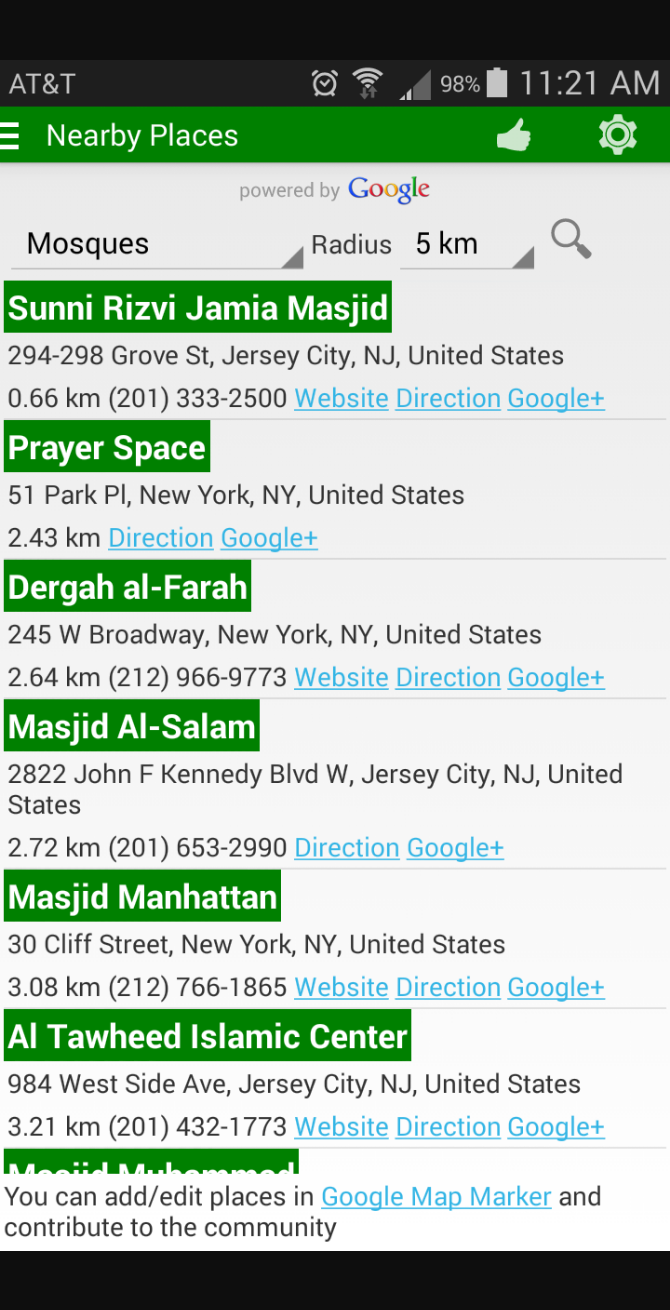 AT&T 98% 11:21 AM
Nearby Places
powered by Google
Mosques Radius 5 km
Sunni Rizvi Jamia Masjid
294-298 Grove St, Jersey City, NJ, United States
0.66 km (201) 333-2500 Website Direction Google+
Prayer Space
51 Park Pl, New York, NY, United States
2.43 km Direction Google+
Dergah al-Farah
245 W Broadway, New York, NY, United States
2.64 km (212) 966-9773 Website Direction Google+
Masjid Al-Salam
2822 John F Kennedy Blvd W, Jersey City, NJ, United
States
2.72 km (201) 653-2990 Direction Google+
Masjid Manhattan
30 Cliff Street, New York, NY, United States
3.08 km (212) 766-1865 Website Direction Google+
Al Tawheed Islamic Center
984 West Side Ave, Jersey City, NJ, United States
3.21 km (201) 432-1773 Website Direction Google+
Masjid Muhammad
You can add/edit places in Google Map Marker and
contribute to the community